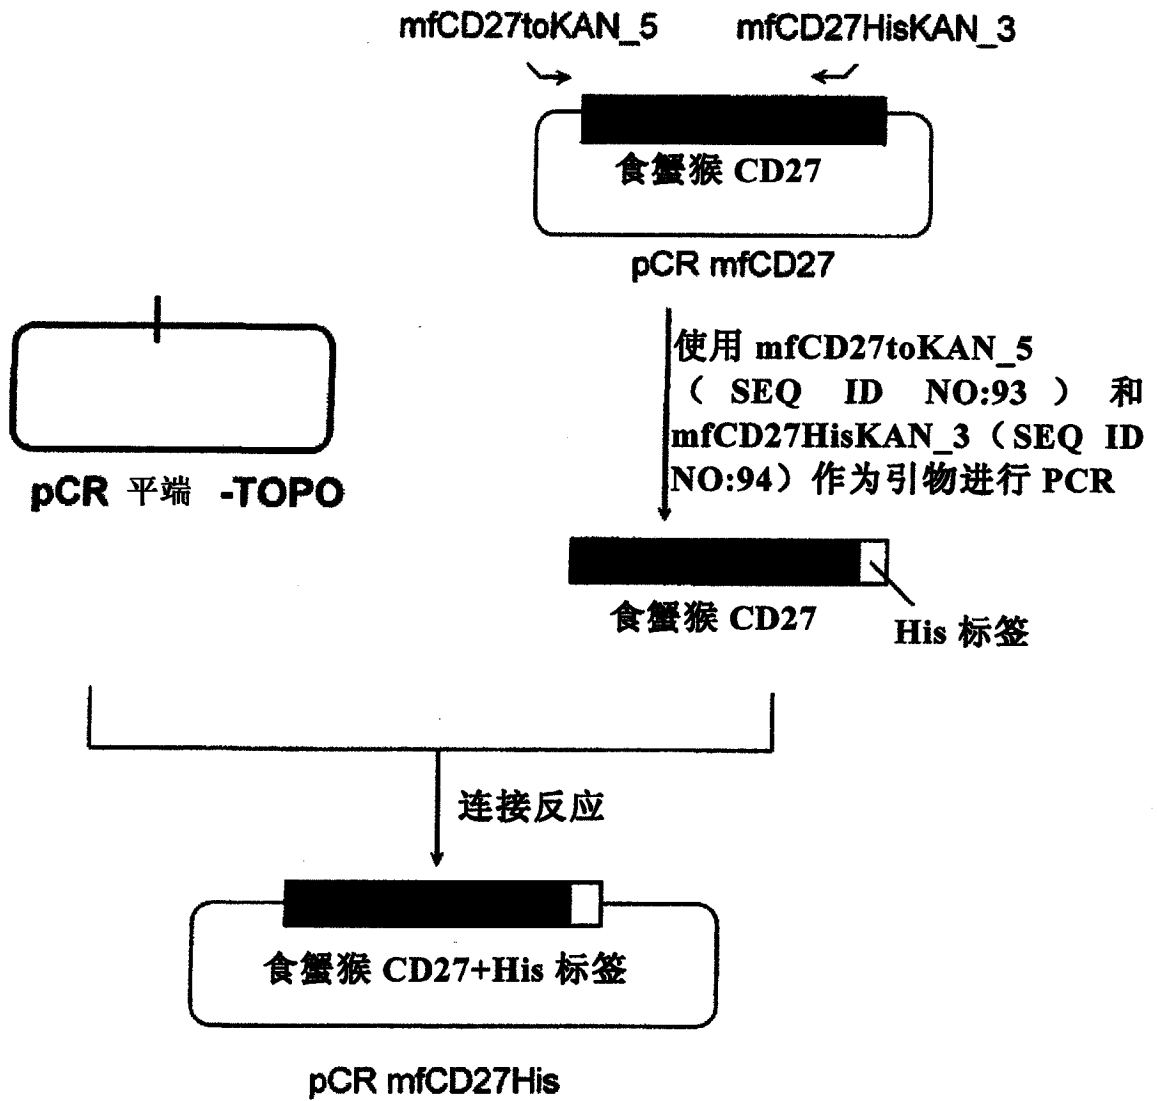 mfCD27toKAN_5 mfCD27HisKAN_3
食蟹猴 CD27
pCR mfCD27
使用 mfCD27toKAN_5
（ SEQ ID NO:93 ） 和
mfCD27HisKAN_3（SEQ ID
NO:94）作为引物进行 PCR
pCR 平端 -TOPO
食蟹猴 CD27
His 标签
连接反应
食蟹猴 CD27+His 标签
pCR mfCD27His